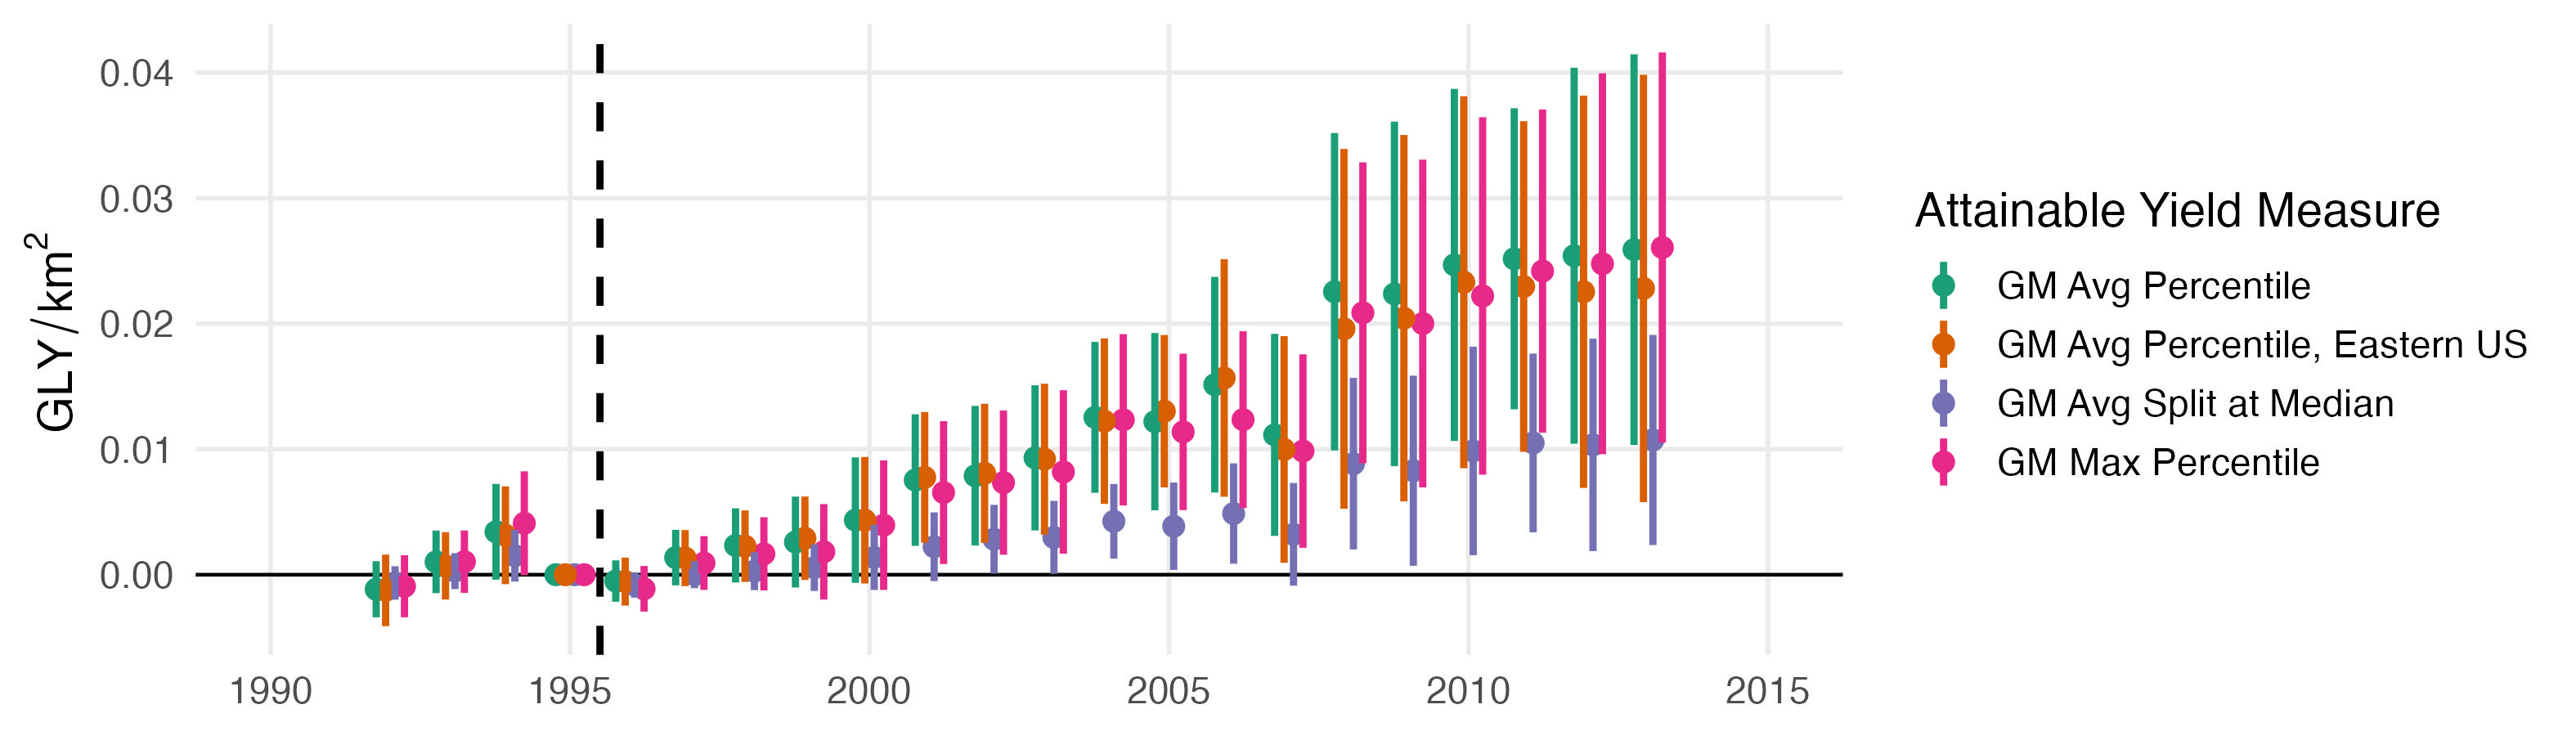 GLY/km²
0.04
0.03
0.02
0.01
0.00
1990 1995 2000 2005 2010 2015
Attainable Yield Measure
GM Avg Percentile
GM Avg Percentile, Eastern US
GM Avg Split at Median
GM Max Percentile